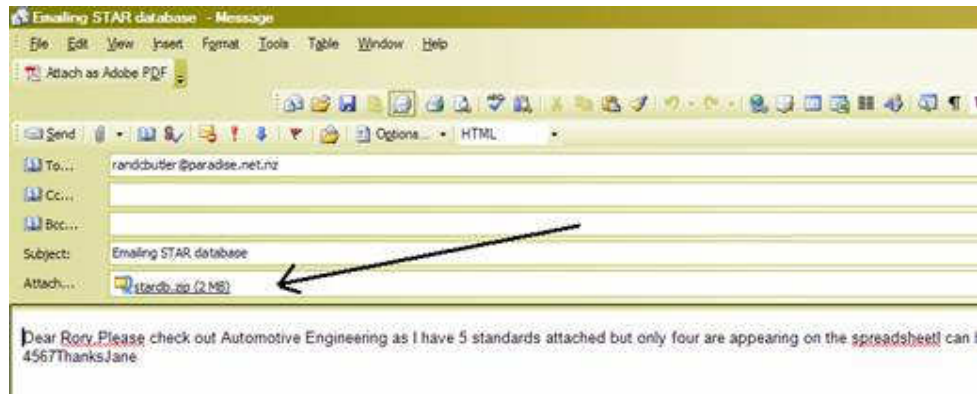 Emailing STAR database - Message
File Edit View Insert Format Tools Table Window Help
Attach as Adobe PDF
Send Options... HTML
To... randcbutler@paradise.net.nz
Cc...
Bcc...
Subject: Emailing STAR database
Attach... stardb.zip (2 MB)
Dear Rory,Please check out Automotive Engineering as I have 5 standards attached but only four are appearing on the spreadsheetI can
4567ThanksJane